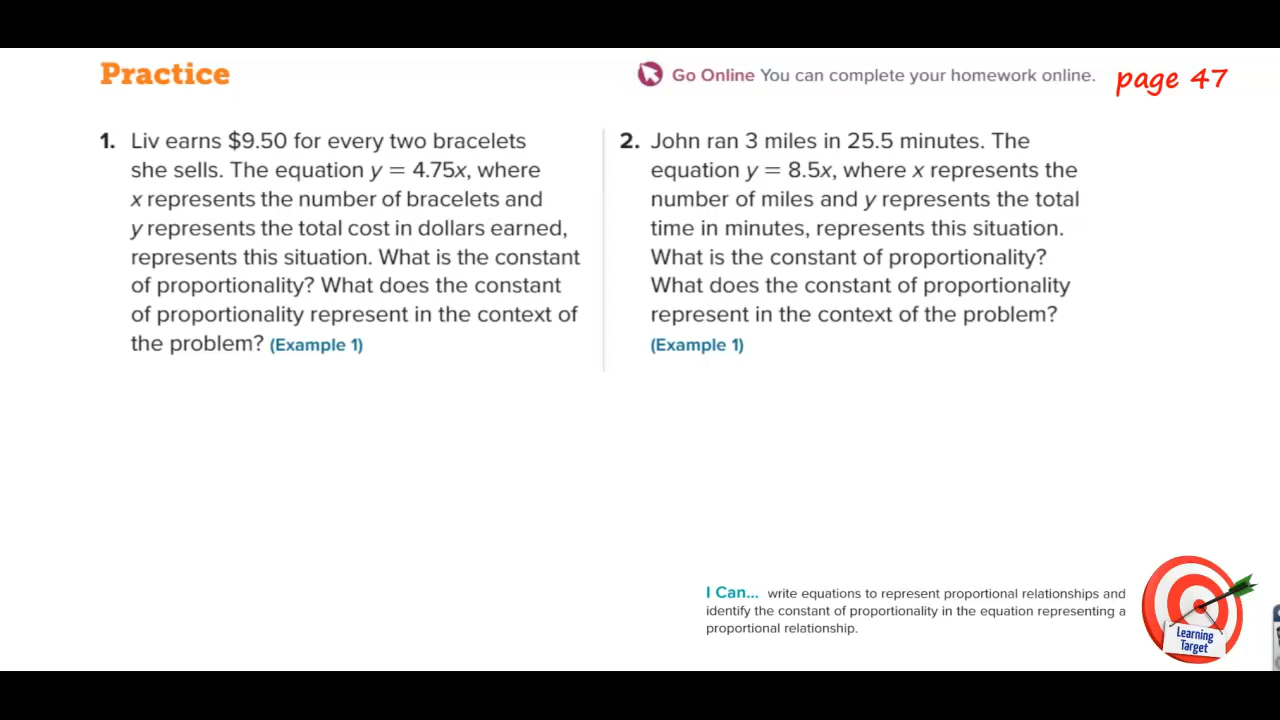 Practice
Go Online You can complete your homework online.
page 47
1. Liv earns $9.50 for every two bracelets
she sells. The equation y = 4.75x, where
x represents the number of bracelets and
y represents the total cost in dollars earned,
represents this situation. What is the constant
of proportionality? What does the constant
of proportionality represent in the context of
the problem? (Example 1)
2. John ran 3 miles in 25.5 minutes. The
equation y = 8.5x, where x represents the
number of miles and y represents the total
time in minutes, represents this situation.
What is the constant of proportionality?
What does the constant of proportionality
represent in the context of the problem?
(Example 1)
I Can... write equations to represent proportional relationships and
identify the constant of proportionality in the equation representing a
proportional relationship.
Learning
Target